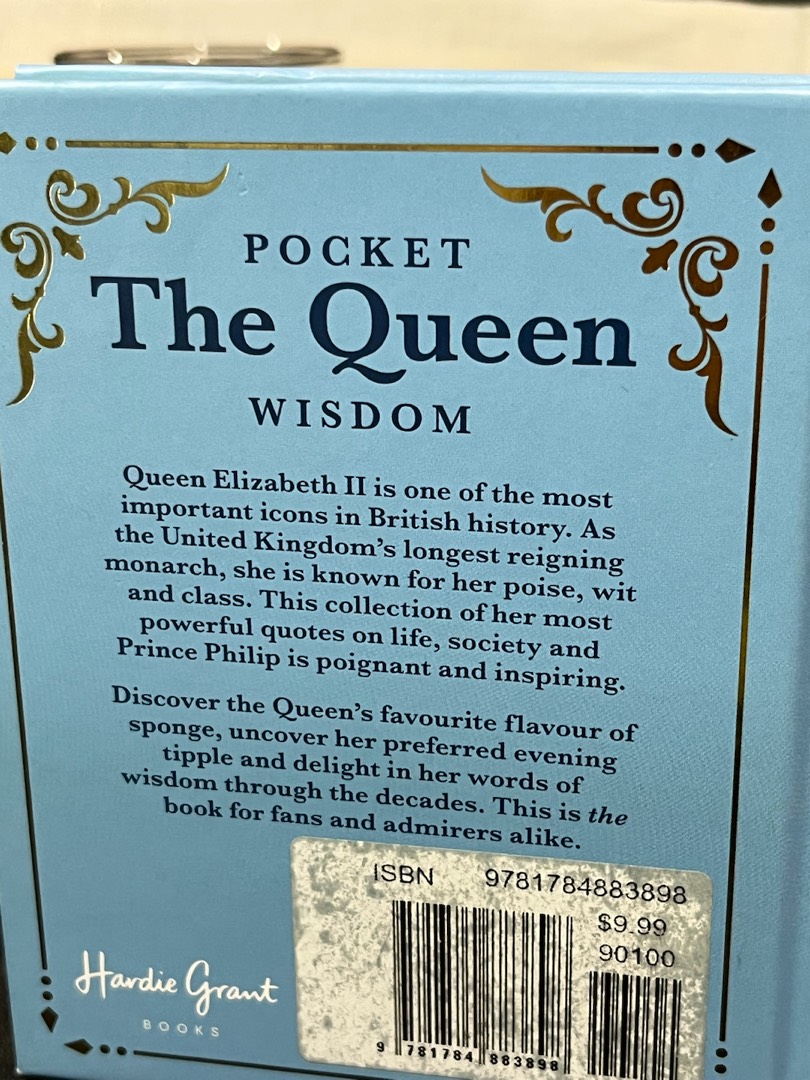 POCKET
The Queen
WISDOM
Queen Elizabeth II is one of the most
important icons in British history. As
the United Kingdom's longest reigning
monarch, she is known for her poise, wit
and class. This collection of her most
powerful quotes on life, society and
Prince Philip is poignant and inspiring.
Discover the Queen's favourite flavour of
sponge, uncover her preferred evening
tipple and delight in her words of
wisdom through the decades. This is the
book for fans and admirers alike.
ISBN 9781784883898
$9.99
90100
9 781784 883898
Hardie Grant
BOOKS